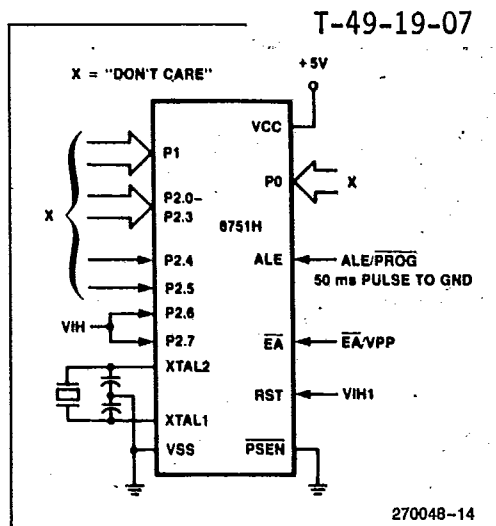 T-49-19-07
X = "DON'T CARE"
+5V
VCC
P1
P0
X
P2.0-
P2.3
X
8751H
P2.4
ALE
ALE/PROG
50 ms PULSE TO GND
P2.5
P2.6
VIH
P2.7
EA
EA/VPP
XTAL2
RST
VIH1
XTAL1
VSS
PSEN
270048-14